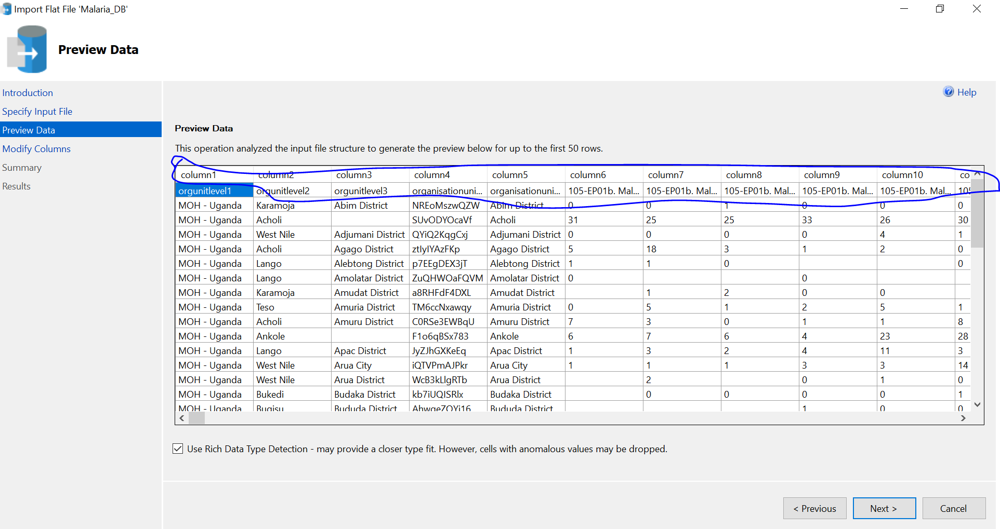 Import Flat File 'Malaria_DB'
Preview Data
Introduction
Specify Input File
Preview Data
Modify Columns
Summary
Results
Help
Preview Data
This operation analyzed the input file structure to generate the preview below for up to the first 50 rows.
column1 column2 column3 column4 column5 column6 column7 column8 column9 column10 co
orgunitlevel1 orgunitlevel2 orgunitlevel3 organisationuni... organisationuni... 105-EP01b. Mal... 105-EP01b. Mal... 105-EP01b. Mal... 105-EP01b. Mal... 105-EP01b. Mal... 105
MOH - Uganda Karamoja Abim District NREoMszwQZW Abim District 0 0 1 0 0 0
MOH - Uganda Acholi SUvODYOcaVf Acholi 31 25 25 33 26 30
MOH - Uganda West Nile Adjumani District QYiQ2KqgCxj Adjumani District 0 0 0 0 4 1
MOH - Uganda Acholi Agago District ztIyIYAzFKp Agago District 5 18 3 1 2 0
MOH - Uganda Lango Alebtong District p7EEgDEX3jT Alebtong District 1 1 0 0
MOH - Uganda Lango Amolatar District ZuQHWOaFQVM Amolatar District 0 0
MOH - Uganda Karamoja Amudat District a8RHFdF4DXL Amudat District 1 2 0 0
MOH - Uganda Teso Amuria District TM6ccNxawqy Amuria District 0 5 1 2 5 1
MOH - Uganda Acholi Amuru District C0RSe3EWBqU Amuru District 7 3 0 1 1 8
MOH - Uganda Ankole F1o6qBSx783 Ankole 6 7 6 4 23 28
MOH - Uganda Lango Apac District JyZJhGXKeEq Apac District 1 3 2 4 11 3
MOH - Uganda West Nile Arua City iQTVPmAJPkr Arua City 1 1 1 3 3 14
MOH - Uganda West Nile Arua District WcB3kLlgRTb Arua District 2 0 1 0
MOH - Uganda Bukedi Budaka District kb7iUQISRlx Budaka District 0 0 0 0 1
MOH - Uganda Bugisu Bududa District AhwgeZQYj16 Bududa District 1 0 0
Use Rich Data Type Detection - may provide a closer type fit. However, cells with anomalous values may be dropped.
< Previous Next > Cancel